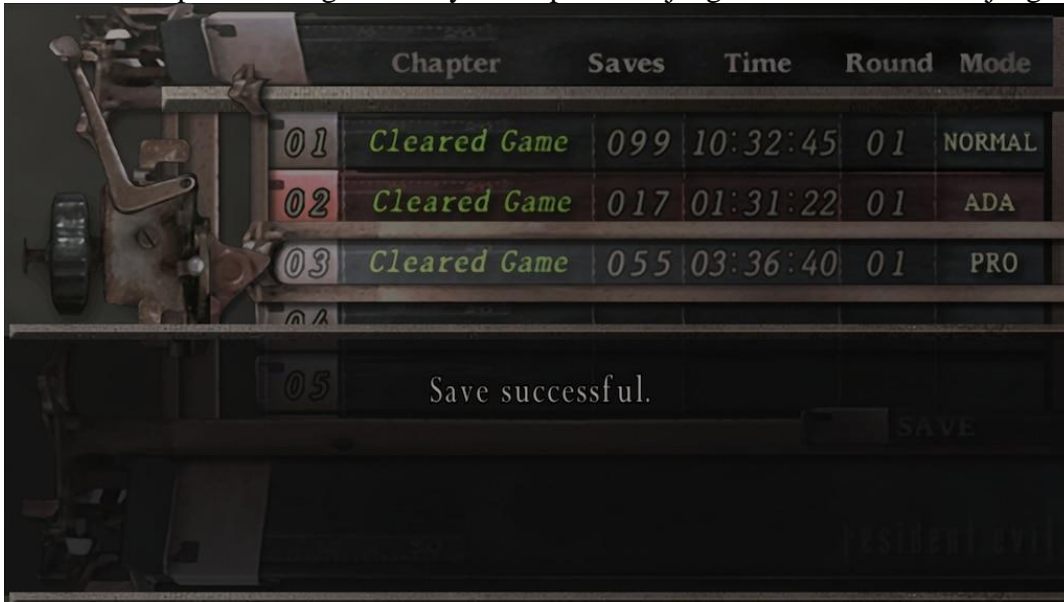 Chapter Saves Time Round Mode
01 Cleared Game 099 10:32:45 01 NORMAL
02 Cleared Game 017 01:31:22 01 ADA
03 Cleared Game 055 03:36:40 01 PRO
04
05
Save successful.
SAVE
resident evil